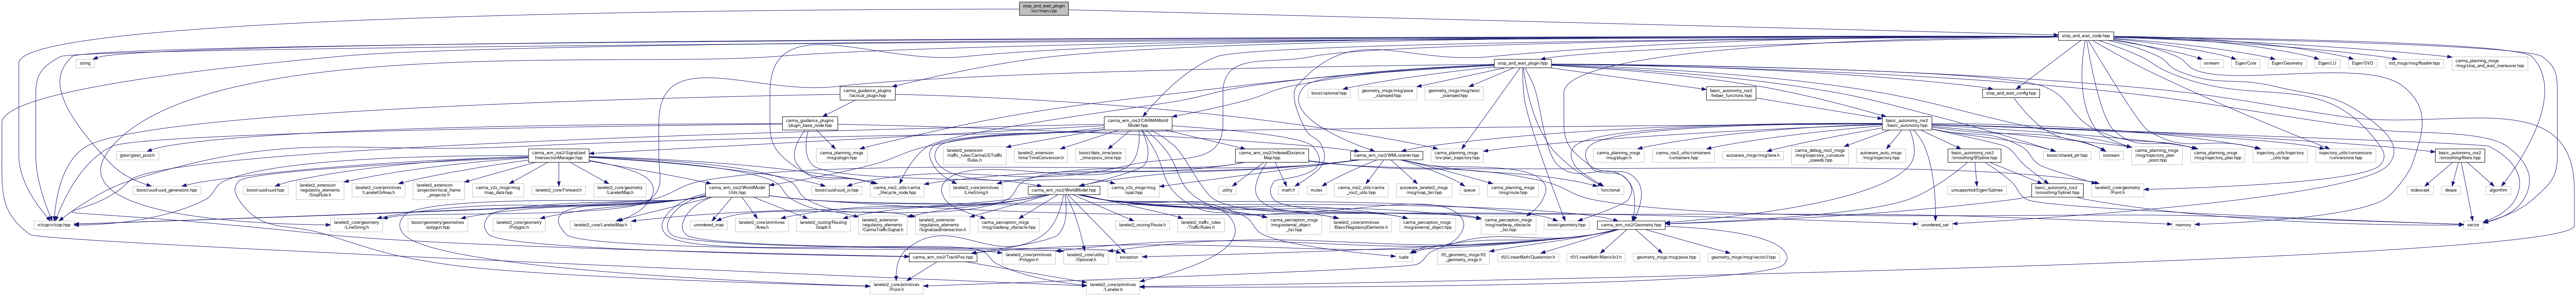 stop_and_wait_plugin
/src/main.cpp
stop_and_wait_node.hpp
string
stop_and_wait_plugin.hpp
sstream
Eigen/Core
Eigen/Geometry
Eigen/LU
Eigen/SVD
std_msgs/msg/float64.hpp
carma_planning_msgs
/msg/stop_and_wait_maneuver.hpp
carma_guidance_plugins
/tactical_plugin.hpp
boost/optional.hpp
geometry_msgs/msg/pose
_stamped.hpp
geometry_msgs/msg/twist
_stamped.hpp
basic_autonomy_ros2
/helper_functions.hpp
stop_and_wait_config.hpp
carma_guidance_plugins
/plugin_base_node.hpp
carma_wm_ros2/CARMAWorld
Model.hpp
basic_autonomy_ros2
/basic_autonomy.hpp
gtest/gtest_prod.h
carma_wm_ros2/Signalized
IntersectionManager.hpp
carma_planning_msgs
/msg/plugin.hpp
lanelet2_extension
/traffic_rules/CarmaUSTraffic
Rules.h
lanelet2_extension
/time/TimeConversion.h
boost/date_time/posix
_time/posix_time.hpp
carma_wm_ros2/IndexedDistance
Map.hpp
carma_wm_ros2/WMListener.hpp
carma_planning_msgs
/srv/plan_trajectory.hpp
carma_planning_msgs
/msg/plugin.h
carma_ros2_utils/containers
/containers.hpp
autoware_msgs/msg/lane.h
carma_debug_ros2_msgs
/msg/trajectory_curvature
_speeds.hpp
autoware_auto_msgs
/msg/trajectory.hpp
basic_autonomy_ros2
/smoothing/BSpline.hpp
boost/shared_ptr.hpp
iostream
carma_planning_msgs
/msg/trajectory_plan
_point.hpp
carma_planning_msgs
/msg/trajectory_plan.hpp
trajectory_utils/trajectory
_utils.hpp
trajectory_utils/conversions
/conversions.hpp
basic_autonomy_ros2
/smoothing/filters.hpp
boost/uuid/uuid_generators.hpp
boost/uuid/uuid.hpp
lanelet2_extension
/regulatory_elements
/StopRule.h
lanelet2_core/primitives
/LaneletOrArea.h
lanelet2_extension
/projection/local_frame
_projector.h
carma_v2x_msgs/msg
/map_data.hpp
lanelet2_core/Forward.h
lanelet2_core/geometry
/LaneletMap.h
carma_wm_ros2/WorldModel
Utils.hpp
boost/uuid/uuid_io.hpp
carma_ros2_utils/carma
_lifecycle_node.hpp
lanelet2_core/primitives
/LineString.h
carma_wm_ros2/WorldModel.hpp
carma_v2x_msgs/msg
/spat.hpp
utility
math.h
mutex
carma_ros2_utils/carma
_ros2_utils.hpp
autoware_lanelet2_msgs
/msg/map_bin.hpp
queue
carma_planning_msgs
/msg/route.hpp
functional
unsupported/Eigen/Splines
basic_autonomy_ros2
/smoothing/SplineI.hpp
lanelet2_core/geometry
/Point.h
stdexcept
deque
algorithm
rclcpp/rclcpp.hpp
lanelet2_core/geometry
/LineString.h
boost/geometry/geometries
/polygon.hpp
lanelet2_core/geometry
/Polygon.h
lanelet2_core/LaneletMap.h
unordered_map
lanelet2_core/primitives
/Area.h
lanelet2_routing/Routing
Graph.h
lanelet2_extension
/regulatory_elements
/CarmaTrafficSignal.h
lanelet2_extension
/regulatory_elements
/SignalizedIntersection.h
carma_perception_msgs
/msg/roadway_obstacle.hpp
lanelet2_routing/Route.h
lanelet2_traffic_rules
/TrafficRules.h
carma_perception_msgs
/msg/external_object
_list.hpp
lanelet2_core/primitives
/BasicRegulatoryElements.h
carma_perception_msgs
/msg/external_object.hpp
carma_perception_msgs
/msg/roadway_obstacle
_list.hpp
boost/geometry.hpp
carma_wm_ros2/Geometry.hpp
unordered_set
memory
vector
carma_wm_ros2/TrackPos.hpp
lanelet2_core/primitives
/Polygon.h
lanelet2_core/utility
/Optional.h
exception
tuple
tf2_geometry_msgs/tf2
_geometry_msgs.h
tf2/LinearMath/Quaternion.h
tf2/LinearMath/Matrix3x3.h
geometry_msgs/msg/pose.hpp
geometry_msgs/msg/vector3.hpp
lanelet2_core/primitives
/Point.h
lanelet2_core/primitives
/Lanelet.h